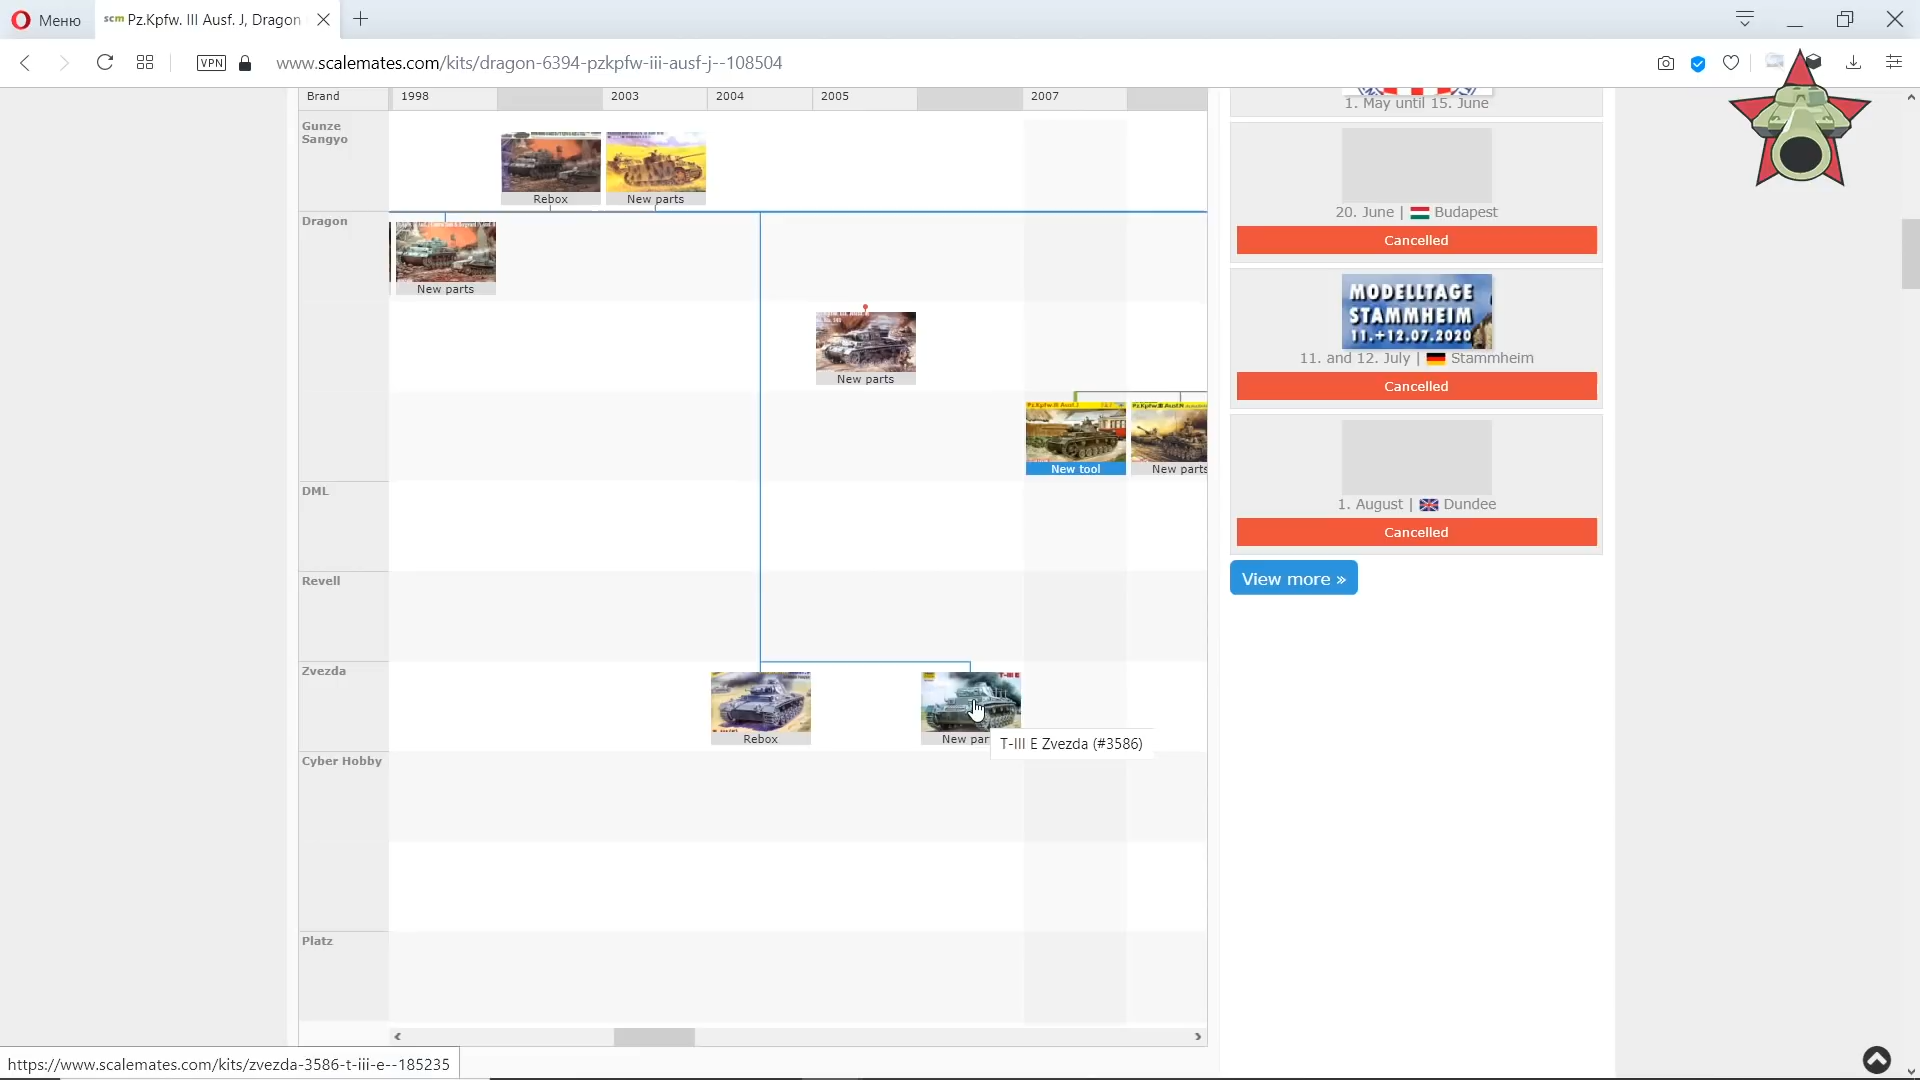 Меню
scm Pz.Kpfw. III Ausf. J, Dragon
VPN
www.scalemates.com/kits/dragon-6394-pzkpfw-iii-ausf-j--108504
Brand
1998
2003
2004
2005
2007
Gunze
Sangyo
Rebox
New parts
Dragon
New parts
New parts
New tool
New parts
DML
Revell
Zvezda
T-III E
Rebox
New par
T-III E Zvezda (#3586)
Cyber Hobby
Platz
1. May until 15. June
20. June | Budapest
Cancelled
MODELLTAGE
STAMMHEIM
11.+12.07.2020
11. and 12. July | Stammheim
Cancelled
1. August | Dundee
Cancelled
View more »
https://www.scalemates.com/kits/zvezda-3586-t-iii-e--185235